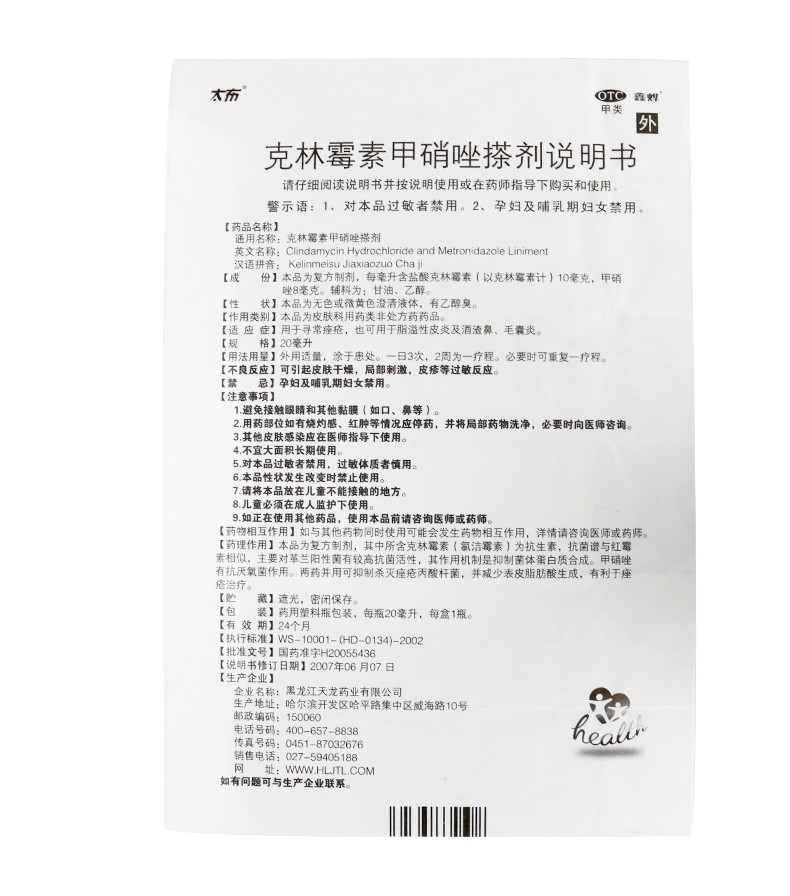 太布®
OTC 鑫烨®
甲类
外
克林霉素甲硝唑搽剂说明书
请仔细阅读说明书并按说明使用或在药师指导下购买和使用。
警示语：1、对本品过敏者禁用。2、孕妇及哺乳期妇女禁用。
【药品名称】
通用名称：克林霉素甲硝唑搽剂
英文名称：Clindamycin Hydrochloride and Metronidazole Liniment
汉语拼音：Kelinmeisu Jiaxiaozuo Cha ji
【成 份】本品为复方制剂，每毫升含盐酸克林霉素（以克林霉素计）10毫克，甲硝
唑8毫克。辅料为：甘油、乙醇。
【性 状】本品为无色或微黄色澄清液体，有乙醇臭。
【作用类别】本品为皮肤科用药类非处方药药品。
【适 应 症】用于寻常痤疮，也可用于脂溢性皮炎及酒渣鼻、毛囊炎。
【规 格】20毫升
【用法用量】外用适量，涂于患处。一日3次，2周为一疗程。必要时可重复一疗程。
【不良反应】可引起皮肤干燥，局部刺激，皮疹等过敏反应。
【禁 忌】孕妇及哺乳期妇女禁用。
【注意事项】
1.避免接触眼睛和其他黏膜（如口、鼻等）。
2.用药部位如有烧灼感、红肿等情况应停药，并将局部药物洗净，必要时向医师咨询。
3.其他皮肤感染应在医师指导下使用。
4.不宜大面积长期使用。
5.对本品过敏者禁用，过敏体质者慎用。
6.本品性状发生改变时禁止使用。
7.请将本品放在儿童不能接触的地方。
8.儿童必须在成人监护下使用。
9.如正在使用其他药品，使用本品前请咨询医师或药师。
【药物相互作用】如与其他药物同时使用可能会发生药物相互作用，详情请咨询医师或药师。
【药理作用】本品为复方制剂，其中所含克林霉素（氯洁霉素）为抗生素，抗菌谱与红霉
素相似，主要对革兰阳性菌有较高抗菌活性，其作用机制是抑制菌体蛋白质合成。甲硝唑
有抗厌氧菌作用。两药并用可抑制杀灭痤疮丙酸杆菌，并减少表皮脂肪酸生成，有利于痤
疮治疗。
【贮 藏】遮光，密闭保存。
【包 装】药用塑料瓶包装，每瓶20毫升，每盒1瓶。
【有 效 期】24个月
【执行标准】WS-10001-(HD-0134)-2002
【批准文号】国药准字H20055436
【说明书修订日期】2007年06 月07 日
【生产企业】
企业名称：黑龙江天龙药业有限公司
生产地址：哈尔滨开发区哈平路集中区威海路10号
邮政编码：150060
电话号码：400-657-8838
传真号码：0451-87032676
销售电话：027-59405188
网 址：WWW.HLJTL.COM
如有问题可与生产企业联系。
health